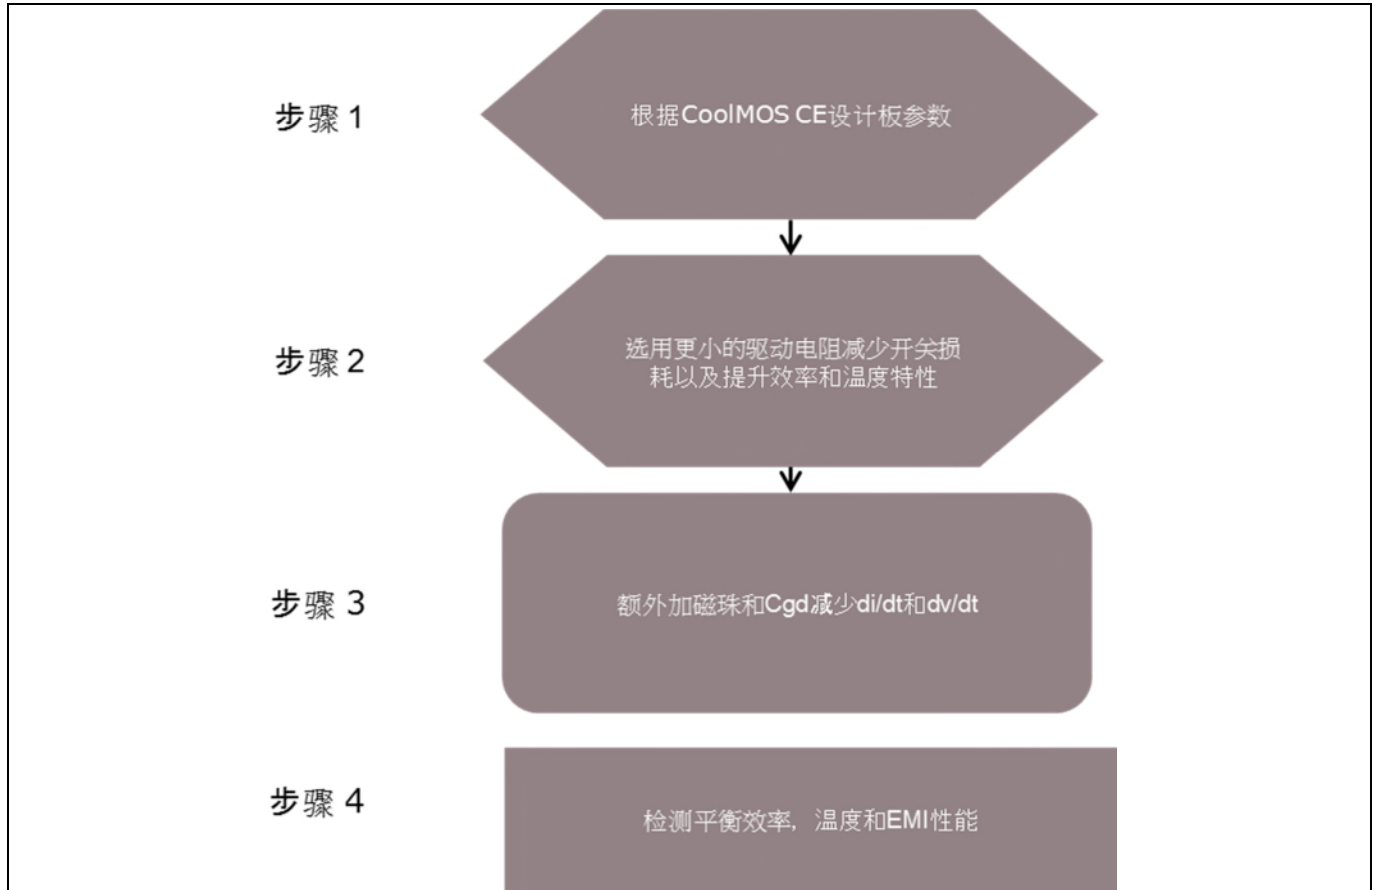 步骤 1
根据CoolMOS CE设计板参数
步骤 2
选用更小的驱动电阻减少开关损
耗以及提升效率和温度特性
步骤 3
额外加磁珠和Cgd减少di/dt和dv/dt
步骤 4
检测平衡效率，温度和EMI性能